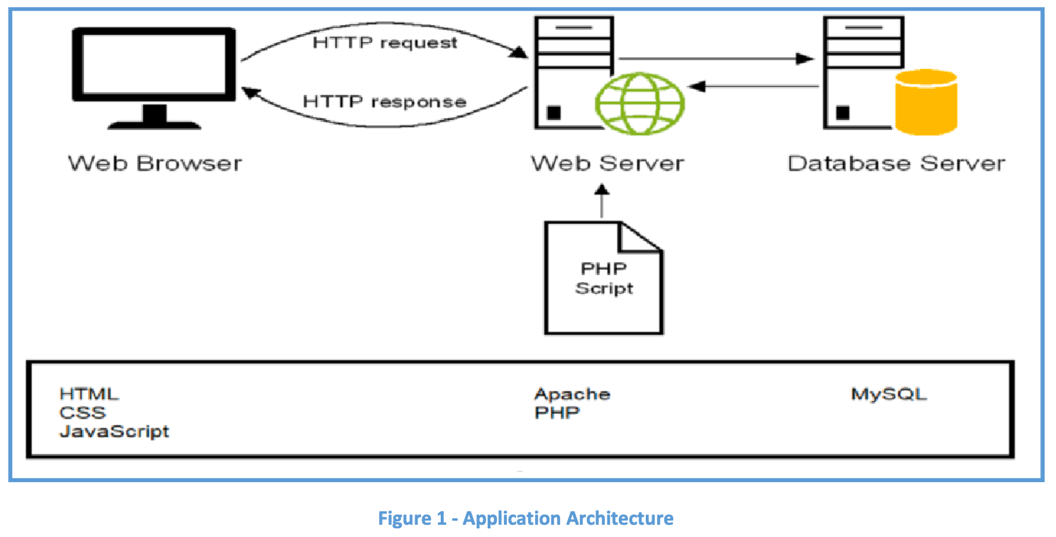 HTTP request
HTTP response
Web Browser
Web Server
Database Server
PHP
Script
HTML
CSS
JavaScript
Apache
PHP
MySQL
Figure 1 - Application Architecture